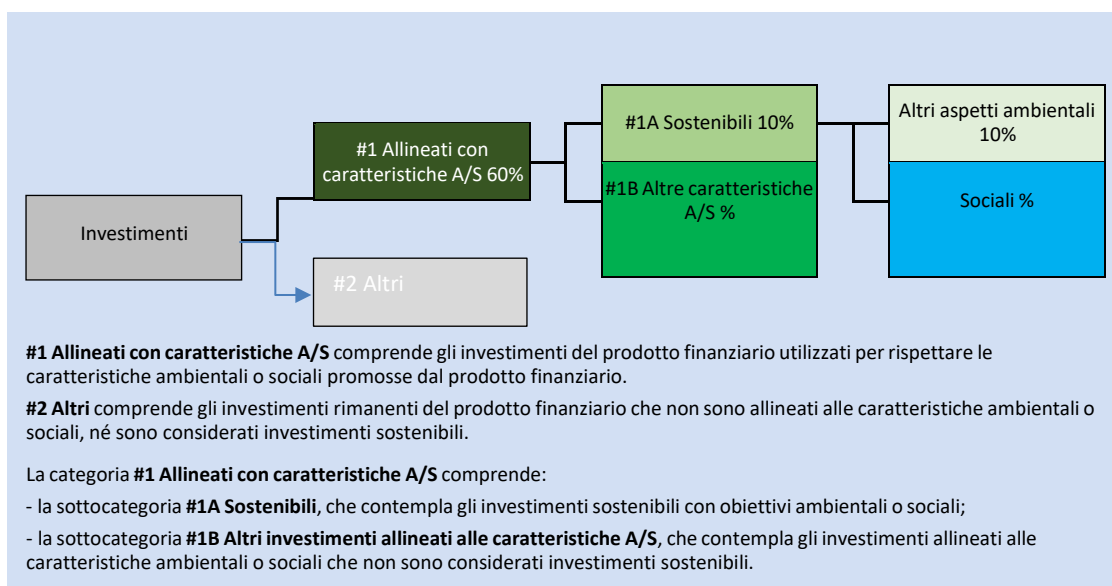 Investimenti
#1 Allineati con
caratteristiche A/S 60%
#2 Altri
#1A Sostenibili 10%
#1B Altre caratteristiche
A/S %
Altri aspetti ambientali
10%
Sociali %
#1 Allineati con caratteristiche A/S comprende gli investimenti del prodotto finanziario utilizzati per rispettare le
caratteristiche ambientali o sociali promosse dal prodotto finanziario.
#2 Altri comprende gli investimenti rimanenti del prodotto finanziario che non sono allineati alle caratteristiche ambientali o
sociali, né sono considerati investimenti sostenibili.
La categoria #1 Allineati con caratteristiche A/S comprende:
- la sottocategoria #1A Sostenibili, che contempla gli investimenti sostenibili con obiettivi ambientali o sociali;
- la sottocategoria #1B Altri investimenti allineati alle caratteristiche A/S, che contempla gli investimenti allineati alle
caratteristiche ambientali o sociali che non sono considerati investimenti sostenibili.